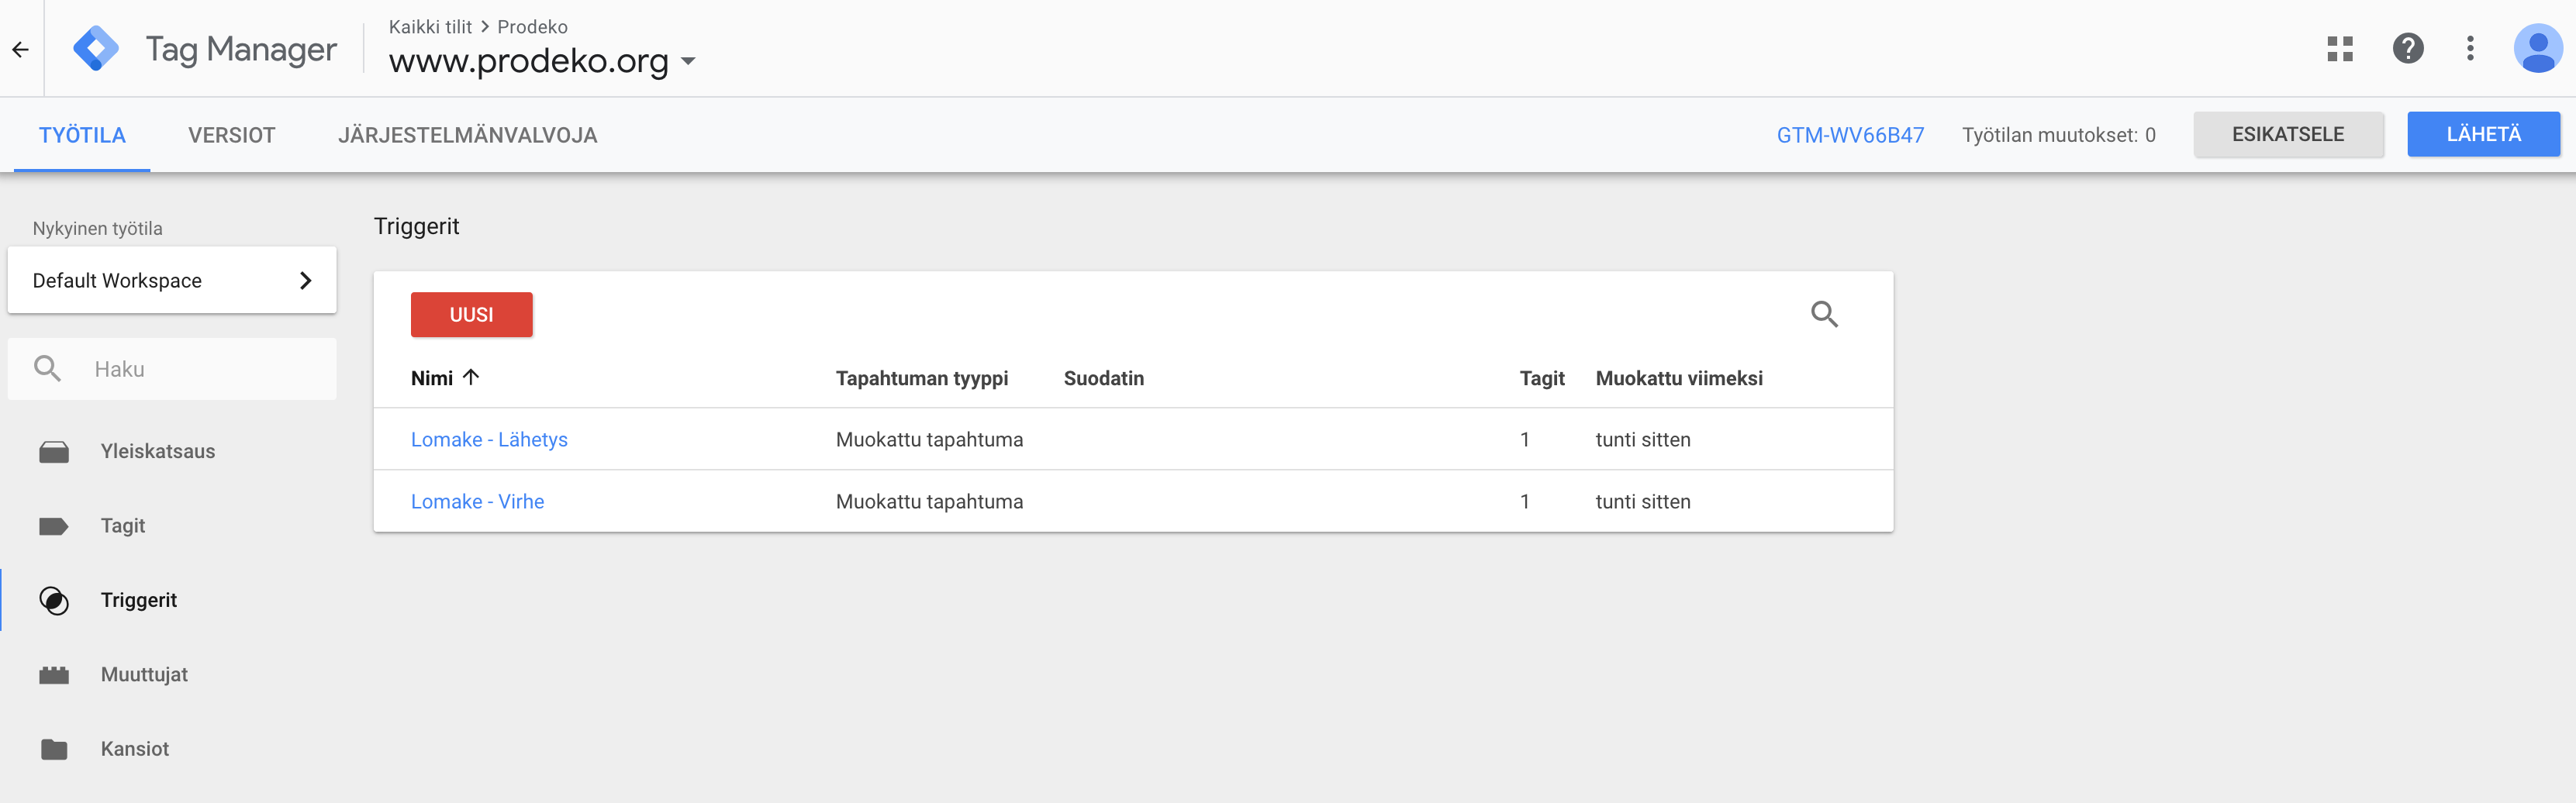 Tag Manager
Kaikki tilit > Prodeko
www.prodeko.org
TYÖTILA VERSIOT JÄRJESTELMÄNVALVOJA GTM-WV66B47 Työtilan muutokset: 0 ESIKATSELE LÄHETÄ
Nykyinen työtila
Default Workspace
Haku
Yleiskatsaus
Tagit
Triggerit
Muuttujat
Kansiot
Triggerit
UUSI
Nimi Tapahtuman tyyppi Suodatin Tagit Muokattu viimeksi
Lomake - Lähetys Muokattu tapahtuma 1 tunti sitten
Lomake - Virhe Muokattu tapahtuma 1 tunti sitten